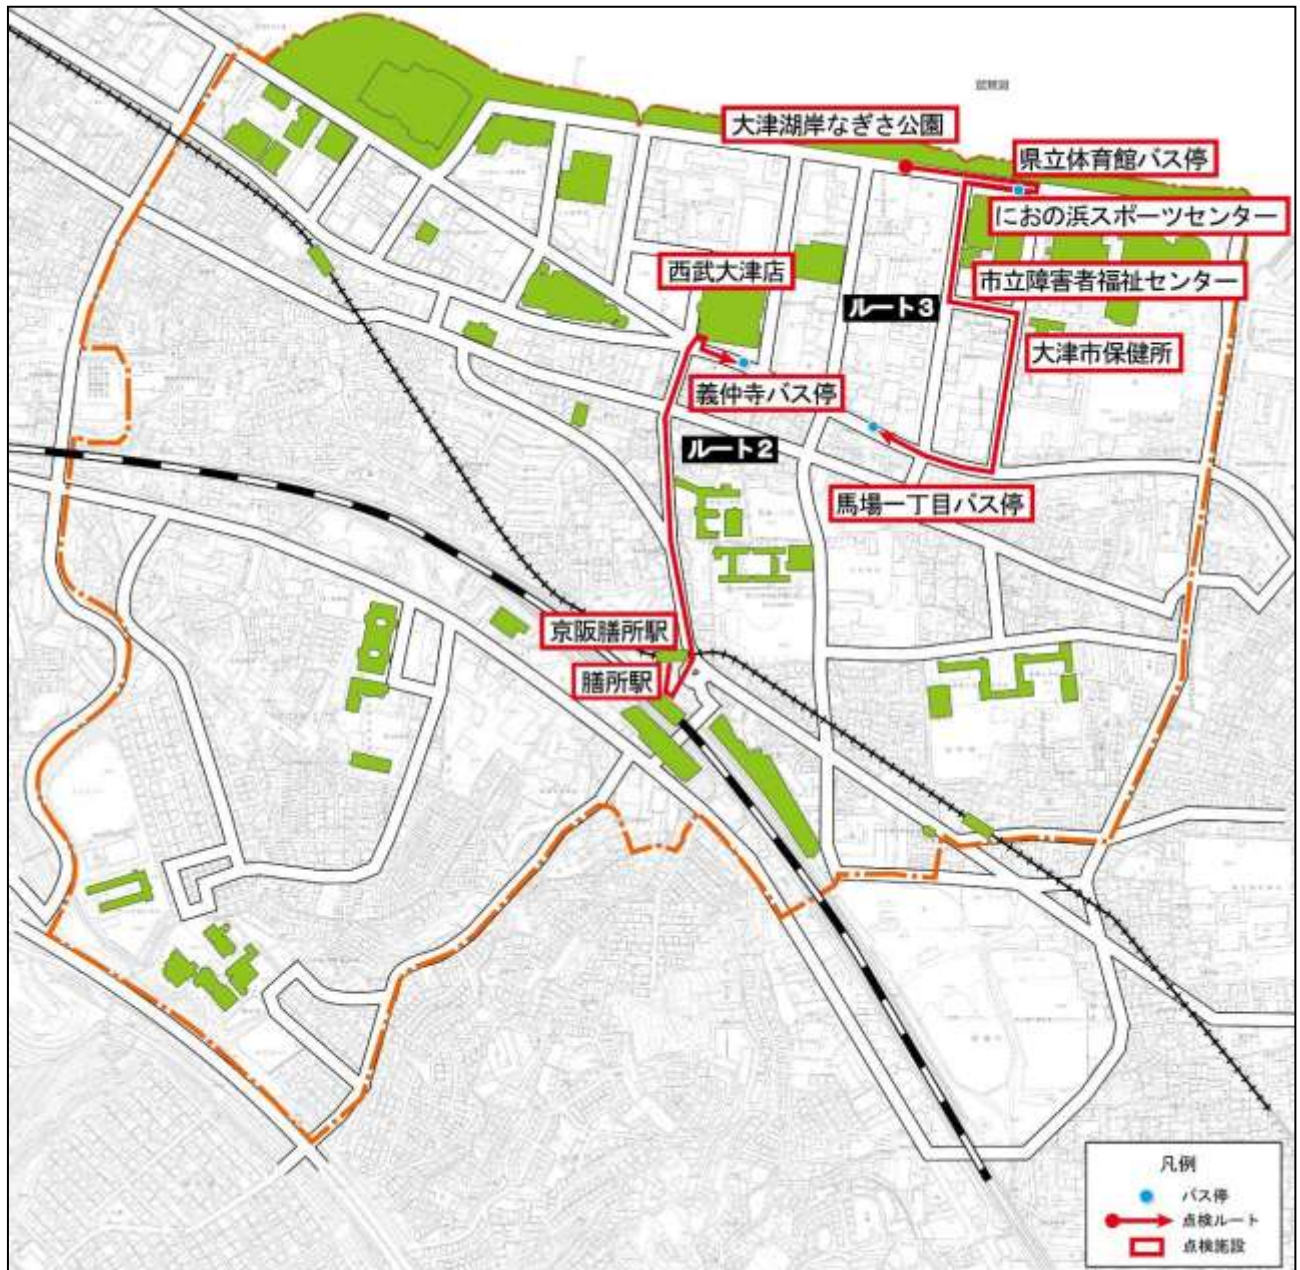 琵琶湖
大津湖岸なぎさ公園
県立体育館バス停
におの浜スポーツセンター
西武大津店
市立障害者福祉センター
ルート3
大津市保健所
義仲寺バス停
ルート2
馬場一丁目バス停
京阪膳所駅
膳所駅
凡例
バス停
点検ルート
点検施設